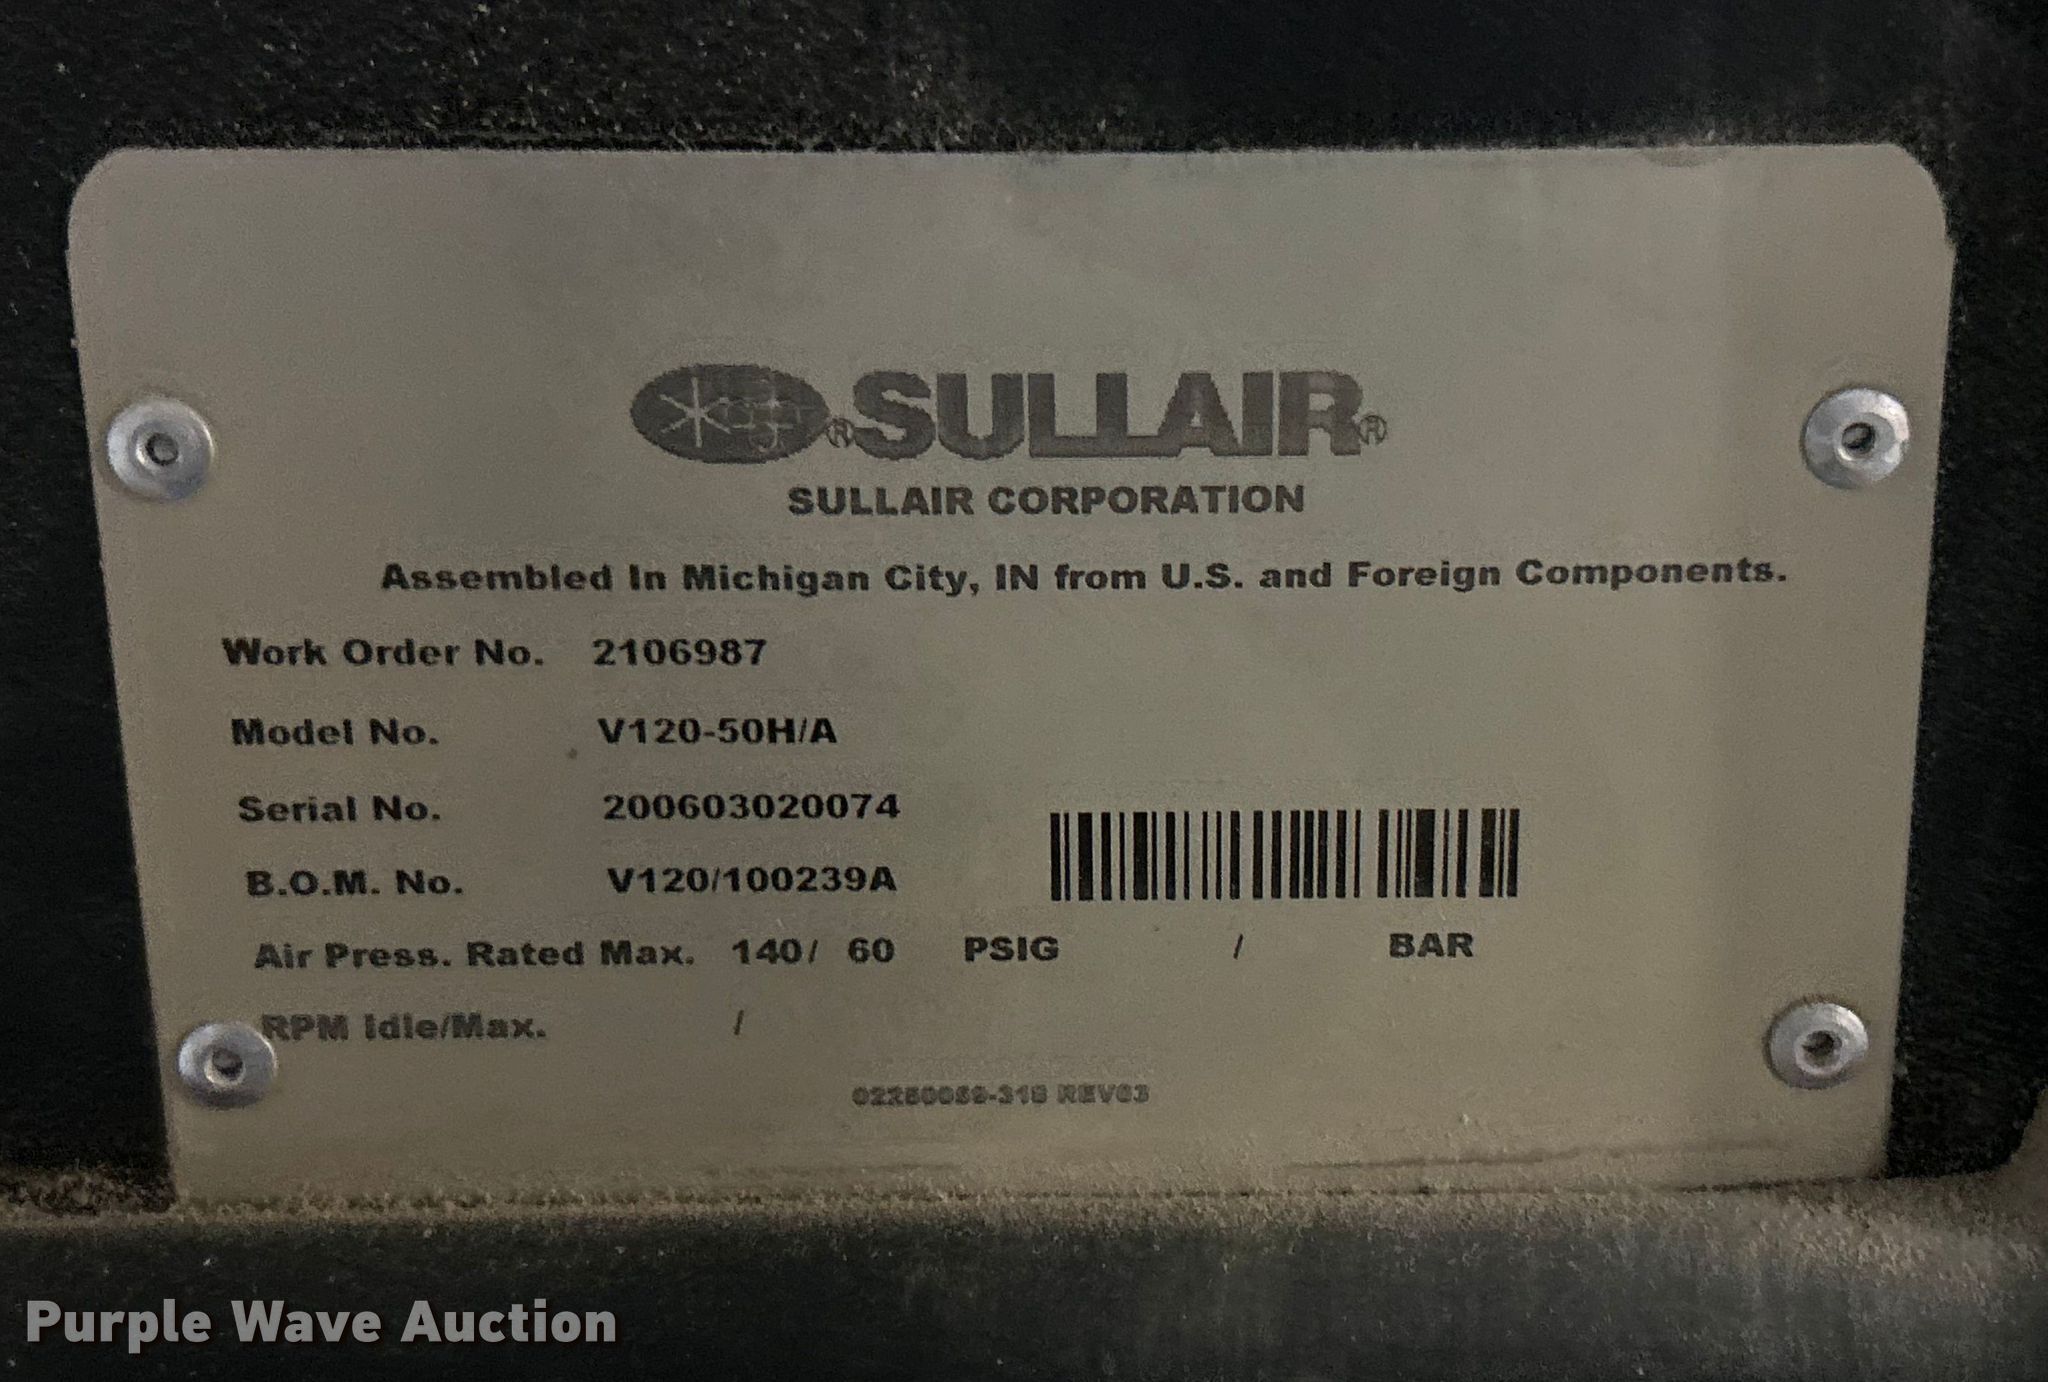 ® SULLAIR®
SULLAIR CORPORATION
Assembled In Michigan City, IN from U.S. and Foreign Components.
Work Order No. 2106987
Model No. V120-50H/A
Serial No. 200603020074
B.O.M. No. V120/100239A
Air Press. Rated Max. 140/ 60 PSIG / BAR
RPM Idle/Max. /
REV03
Purple Wave Auction